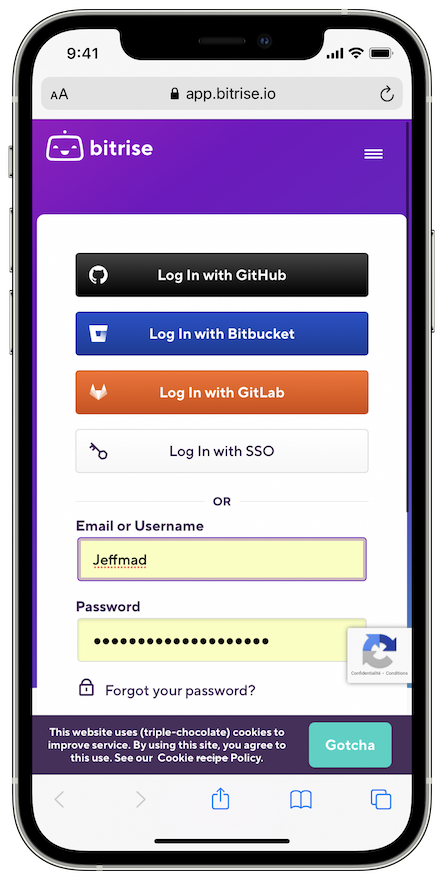 9:41
AA
app.bitrise.io
bitrise
Log In with GitHub
Log In with Bitbucket
Log In with GitLab
Log In with SSO
OR
Email or Username
Jeffmad
Password
••••••••••••••••••••
Confidentialité - Conditions
Forgot your password?
This website uses (triple-chocolate) cookies to
improve service. By using this site, you agree to
this use. See our Cookie recipe Policy.
Gotcha